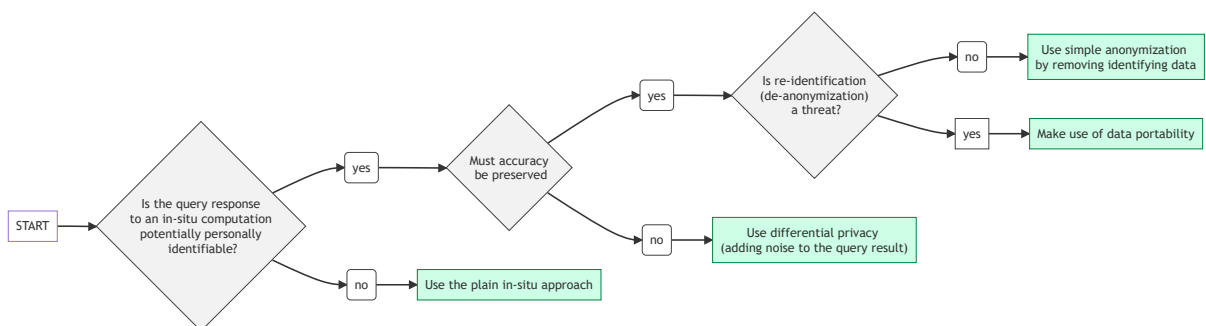 START
Is the query response
to an in-situ computation
potentially personally
identifiable?
yes
no
Use the plain in-situ approach
Must accuracy
be preserved
yes
no
Use differential privacy
(adding noise to the query result)
Is re-identification
(de-anonymization)
a threat?
no
Use simple anonymization
by removing identifying data
yes
Make use of data portability